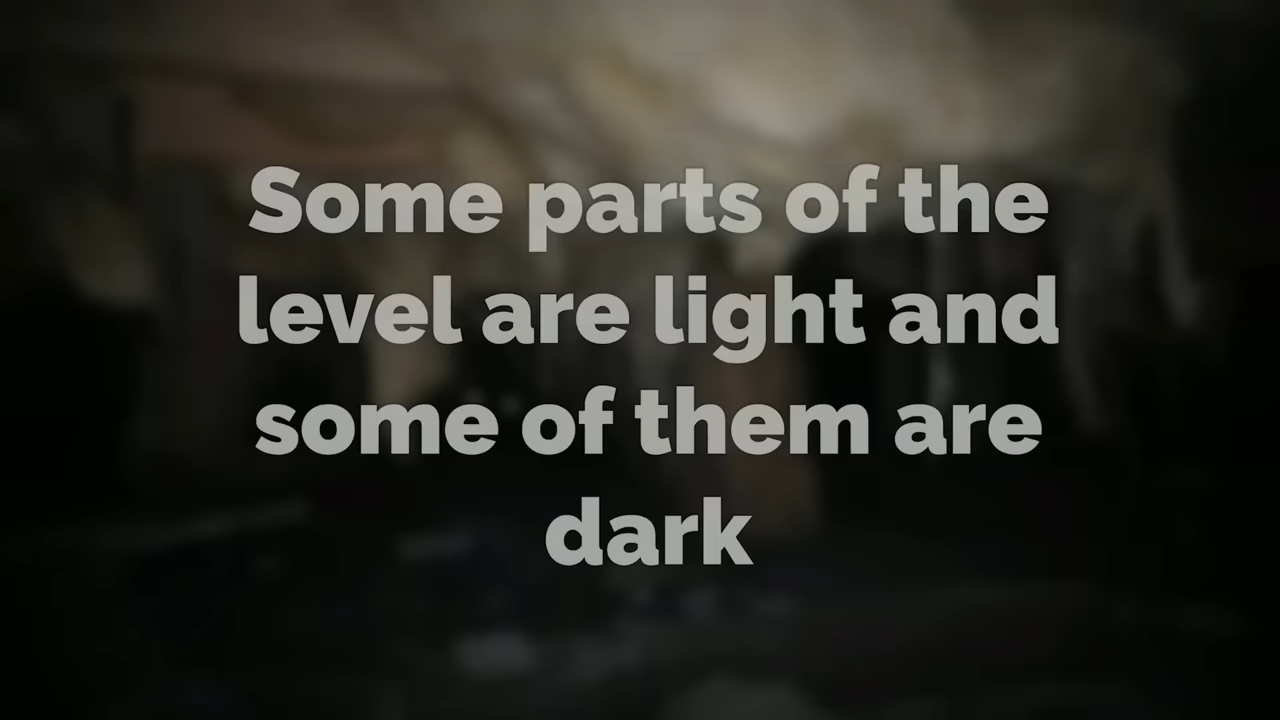 Some parts of the
level are light and
some of them are
dark